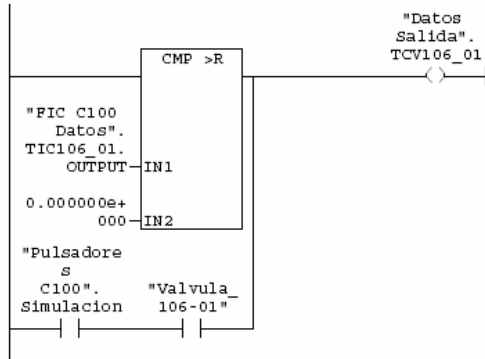 "Datos
Salida".
TCV106_01
CMP >R
"FIC C100
Datos".
TIC106_01.
OUTPUT
IN1
0.000000e+
000
IN2
"Pulsadore
s
C100".
Simulacion
"Valvula_
106-01"